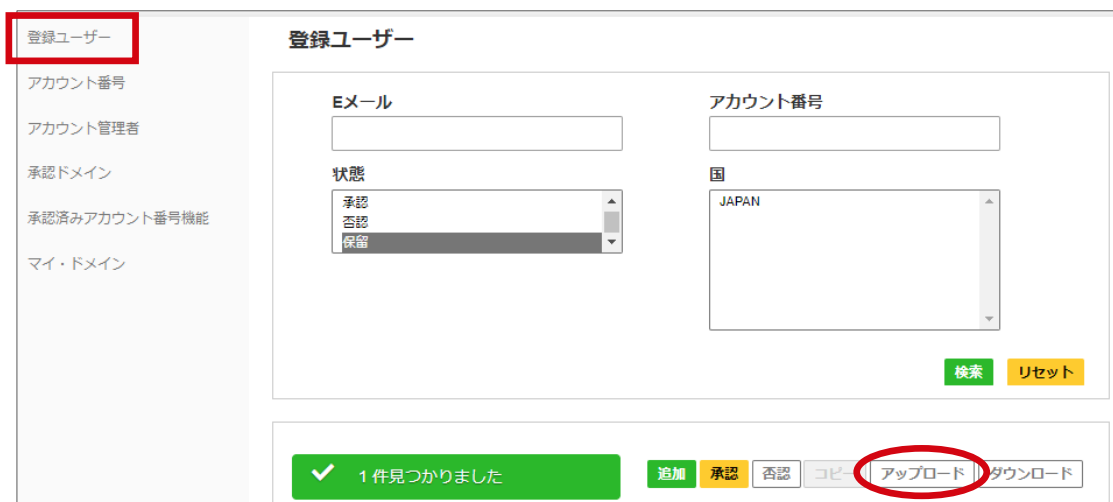 登録ユーザー
アカウント番号
アカウント管理者
承認ドメイン
承認済みアカウント番号機能
マイ・ドメイン
登録ユーザー
Eメール
アカウント番号
状態
国
承認
否認
保留
JAPAN
検索 リセット
1 件見つかりました
追加 承認 否認 コピー アップロード ダウンロード